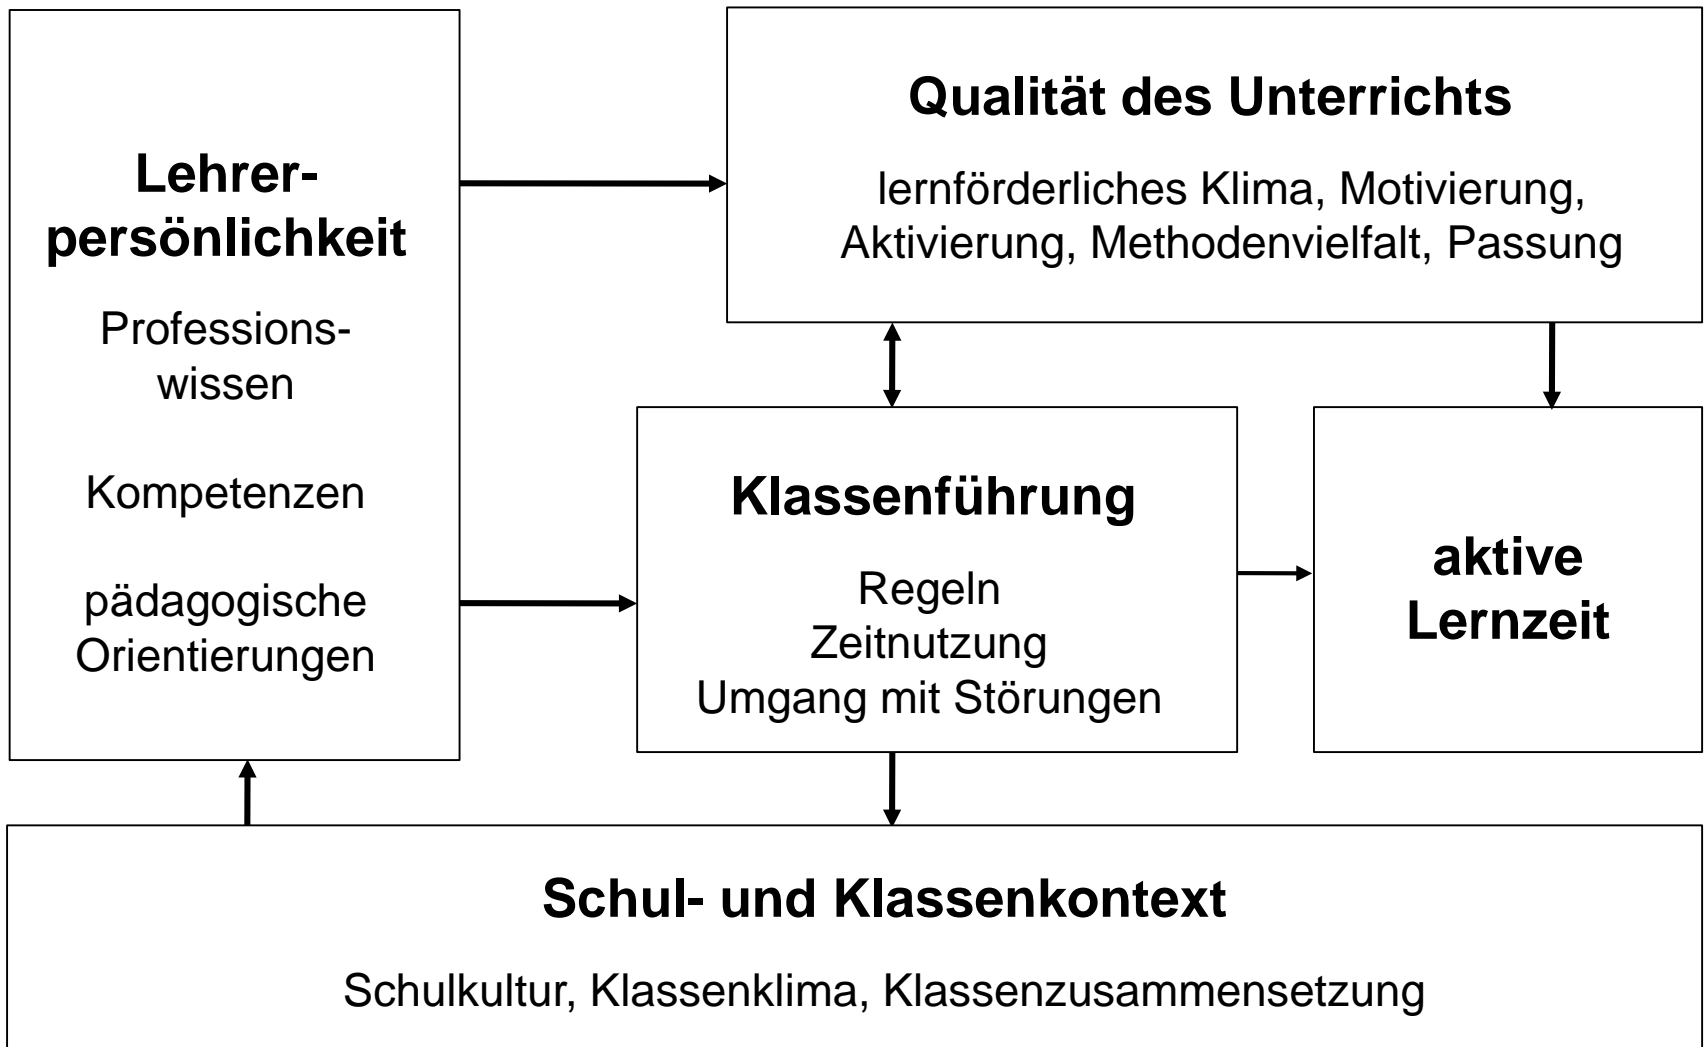 Lehrer-
persönlichkeit
Professions-
wissen
Kompetenzen
pädagogische
Orientierungen
Qualität des Unterrichts
lernförderliches Klima, Motivierung,
Aktivierung, Methodenvielfalt, Passung
Klassenführung
Regeln
Zeitnutzung
Umgang mit Störungen
aktive
Lernzeit
Schul- und Klassenkontext
Schulkultur, Klassenklima, Klassenzusammensetzung